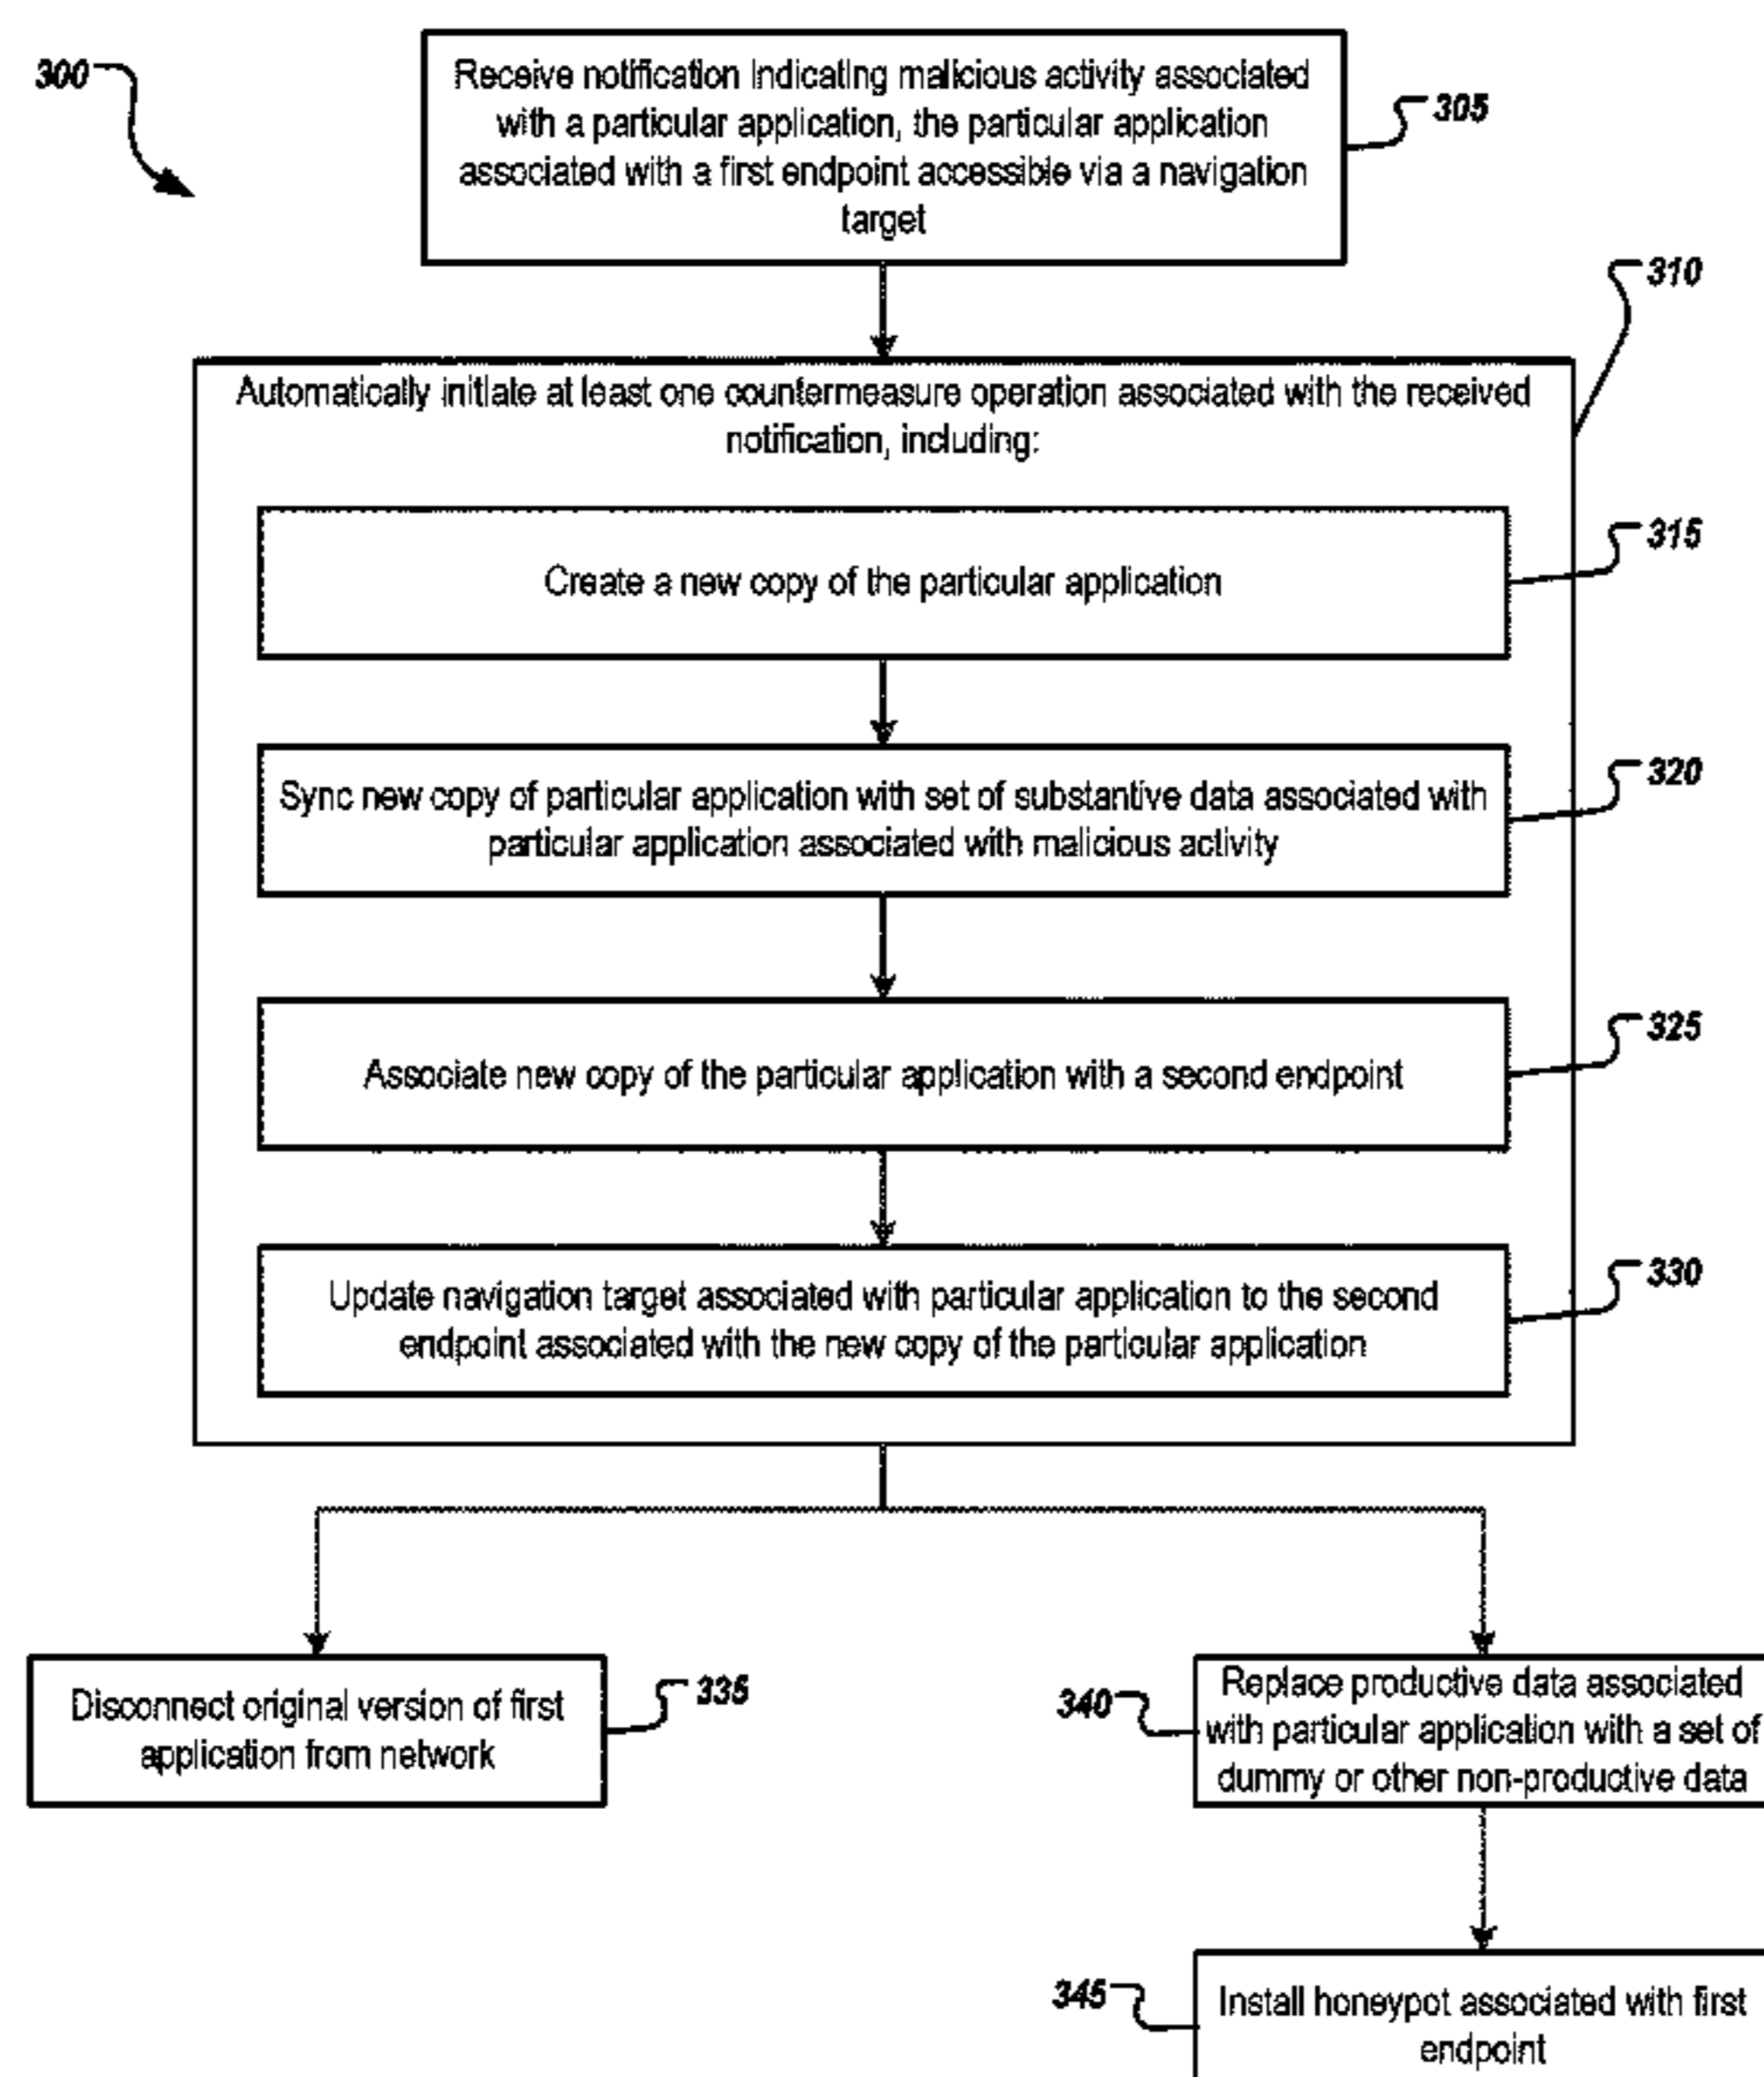 300
Receive notification indicating malicious activity associated
with a particular application, the particular application
associated with a first endpoint accessible via a navigation
target
305
310
Automatically initiate at least one countermeasure operation associated with the received
notification, including:
Create a new copy of the particular application
315
Sync new copy of particular application with set of substantive data associated with
particular application associated with malicious activity
320
Associate new copy of the particular application with a second endpoint
325
Update navigation target associated with particular application to the second
endpoint associated with the new copy of the particular application
330
Disconnect original version of first
application from network
335
340
Replace productive data associated
with particular application with a set of
dummy or other non-productive data
345
Install honeypot associated with first
endpoint